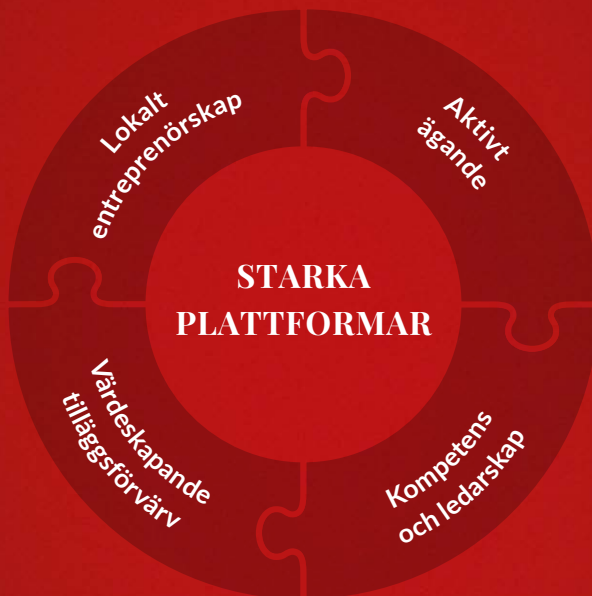 Lokalt
entreprenörskap
Aktivt
ägande
STARKA
PLATTFORMAR
Värdeskapande
tilläggsförvärv
Kompetens
och ledarskap